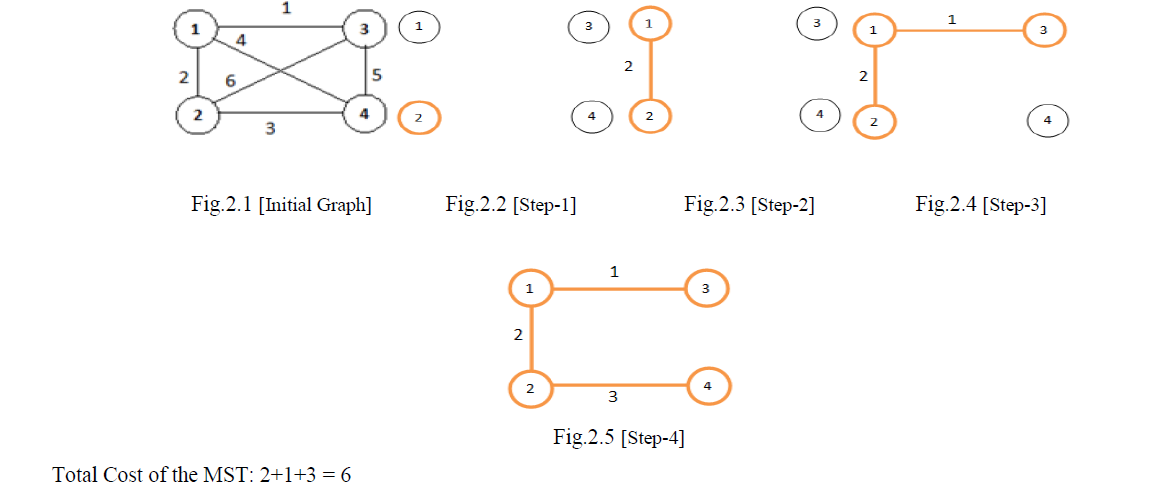 1
1 3 1 3 1 3 1 1 3
4
2 6 5 2 2
2 4 2 4 2 4 2 4
3
Fig.2.1 [Initial Graph] Fig.2.2 [Step-1] Fig.2.3 [Step-2] Fig.2.4 [Step-3]
1
1 3
2
2 4
3
Fig.2.5 [Step-4]
Total Cost of the MST: 2+1+3 = 6